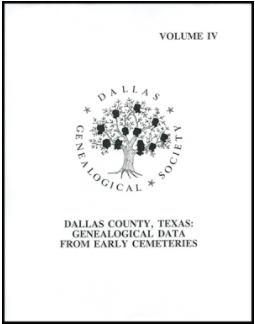 VOLUME IV
DALLAS
GENEALOGICAL SOCIETY
DALLAS COUNTY, TEXAS:
GENEALOGICAL DATA
FROM EARLY CEMETERIES